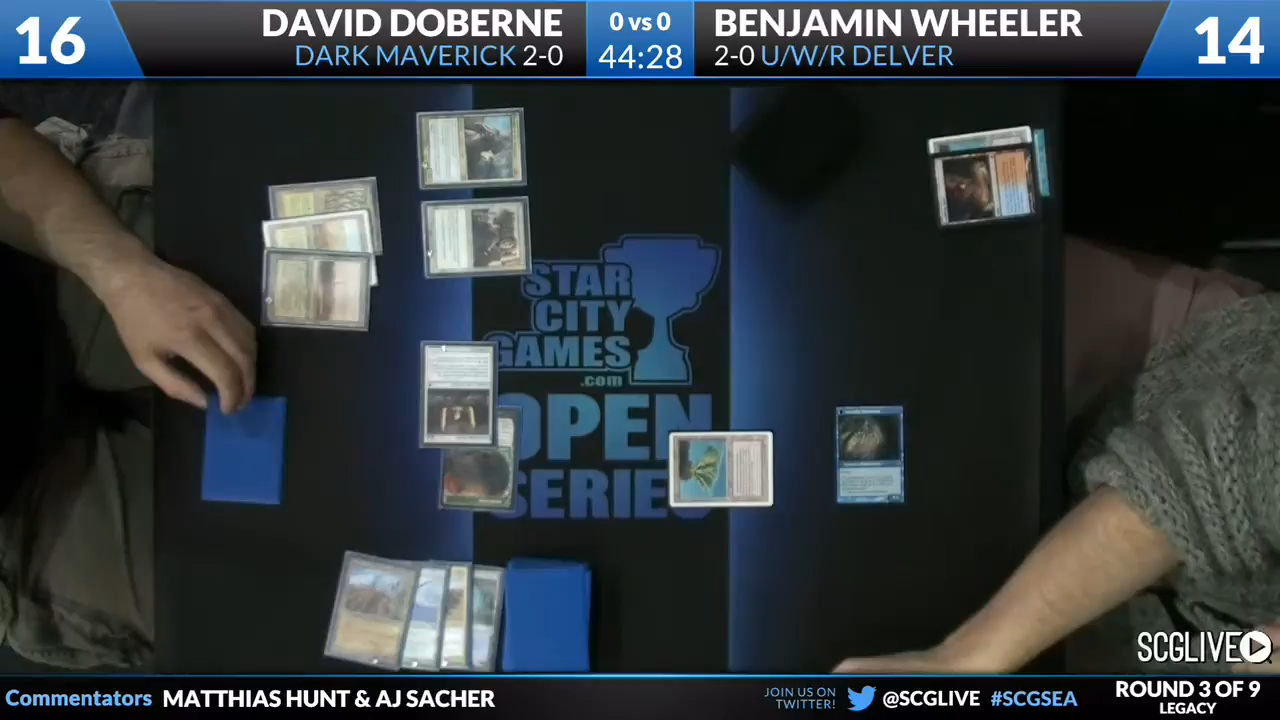 16
DAVID DOBERNE
DARK MAVERICK 2-0
0 vs 0
44:28
BENJAMIN WHEELER
2-0 U/W/R DELVER
14
STAR
CITY
GAMES
.com
OPEN
SERIES
SCGLIVE
Commentators MATTHIAS HUNT & AJ SACHER
JOIN US ON
TWITTER!
@SCGLIVE #SCGSEA
ROUND 3 OF 9
LEGACY